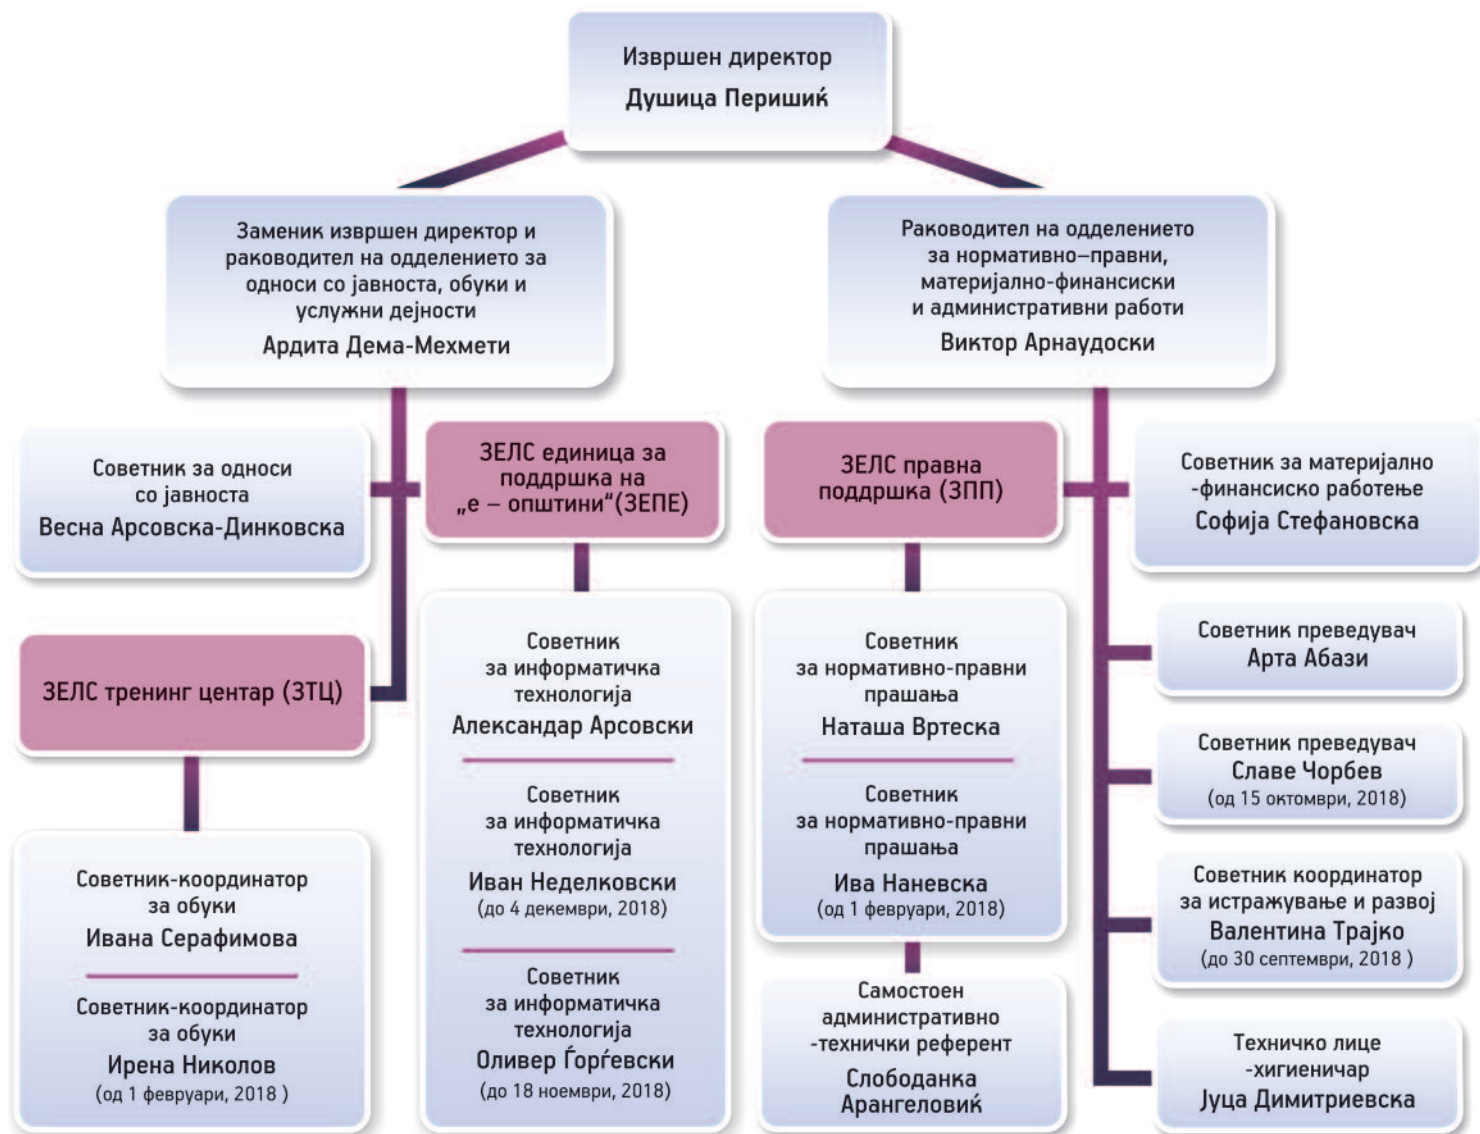 Извршен директор
Душица Перишиќ
Заменик извршен директор и
раководител на одделението за
односи со јавноста, обуки и
услужни дејности
Ардита Дема-Мехмети
Раководител на одделението
за нормативно–правни,
материјално-финансиски
и административни работи
Виктор Арнаудоски
Советник за односи
со јавноста
Весна Арсовска-Динковска
ЗЕЛС единица за
поддршка на
„е – општини“(ЗЕПЕ)
ЗЕЛС правна
поддршка (ЗПП)
Советник за материјално
-финансиско работење
Софија Стефановска
ЗЕЛС тренинг центар (ЗТЦ)
Советник-координатор
за обуки
Ивана Серафимова
Советник-координатор
за обуки
Ирена Николов
(од 1 февруари, 2018 )
Советник
за информатичка
технологија
Александар Арсовски
Советник
за информатичка
технологија
Иван Неделковски
(до 4 декември, 2018)
Советник
за информатичка
технологија
Оливер Ѓорѓевски
(до 18 ноември, 2018)
Советник
за нормативно-правни
прашања
Наташа Вртеска
Советник
за нормативно-правни
прашања
Ива Наневска
(од 1 февруари, 2018)
Самостоен
административно
-технички референт
Слободанка
Арангеловиќ
Советник преведувач
Арта Абази
Советник преведувач
Славе Чорбев
(од 15 октомври, 2018)
Советник координатор
за истражување и развој
Валентина Трајко
(до 30 септември, 2018 )
Техничко лице
-хигиеничар
Јуца Димитриевска